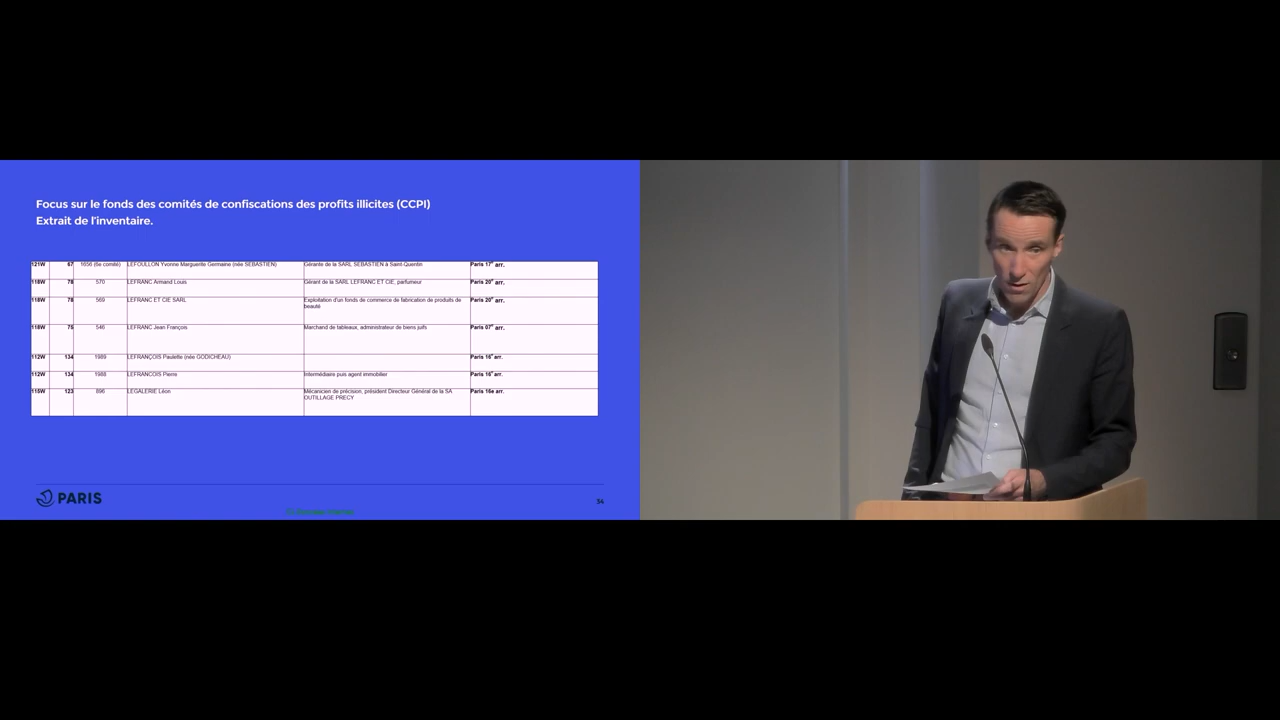 Focus sur le fonds des comités de confiscations des profits illicites (CCPI)
Extrait de l'inventaire.
121W 67 1656 (6e comité) LEFOULLON Yvonne Marguerite Germaine (née SEBASTIEN) Gérante de la SARL SEBASTIEN à Saint-Quentin Paris 17e arr.
118W 78 570 LEFRANC Armand Louis Gérant de la SARL LEFRANC ET CIE, parfumeur Paris 20e arr.
118W 78 569 LEFRANC ET CIE SARL Exploitation d'un fonds de commerce de fabrication de produits de
beauté Paris 20e arr.
118W 75 546 LEFRANC Jean François Marchand de tableaux, administrateur de biens juifs Paris 07e arr.
112W 134 1989 LEFRANÇOIS Paulette (née GODICHEAU) Paris 16e arr.
112W 134 1988 LEFRANCOIS Pierre Intermédiaire puis agent immobilier Paris 16e arr.
115W 123 896 LEGALERIE Léon Mécanicien de précision, président Directeur Général de la SA
OUTILLAGE PRECY Paris 16e arr.
PARIS
54